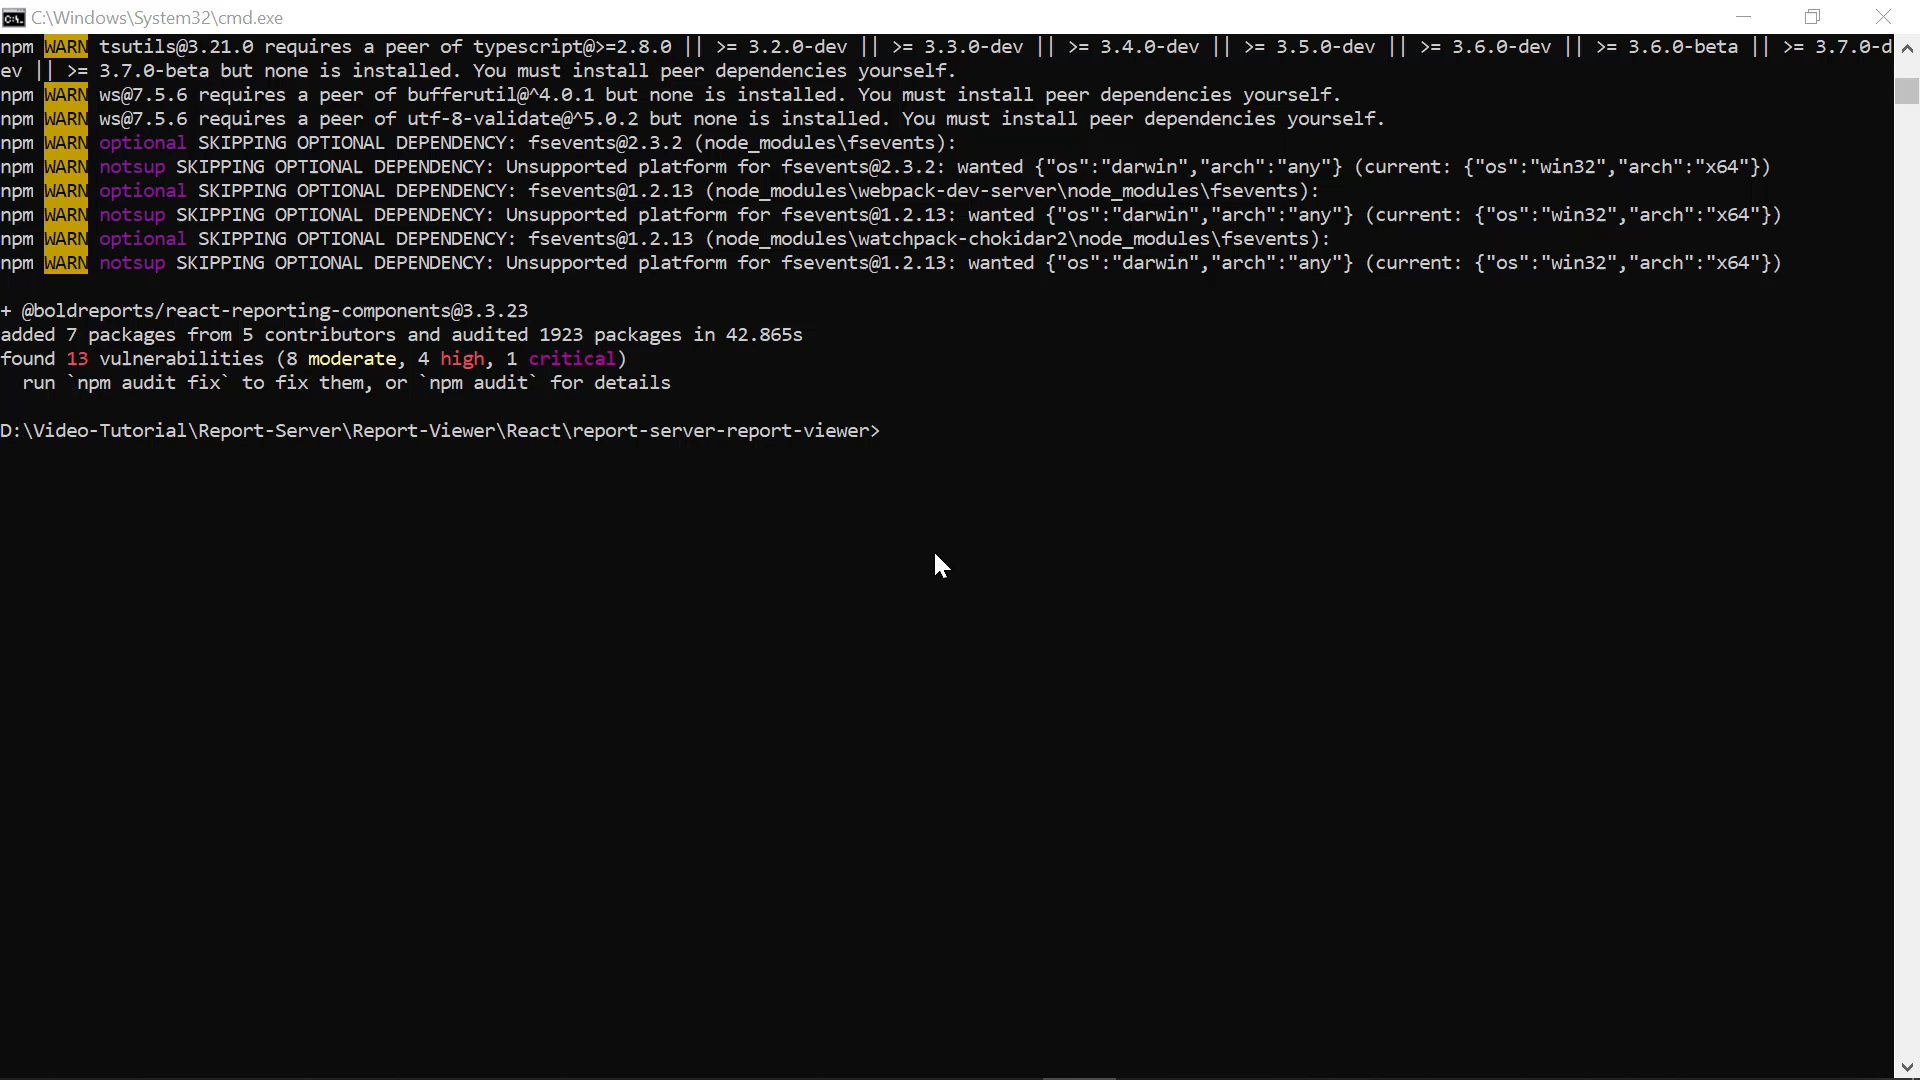 C:\Windows\System32\cmd.exe
npm WARN tsutils@3.21.0 requires a peer of typescript@>=2.8.0 || >= 3.2.0-dev || >= 3.3.0-dev || >= 3.4.0-dev || >= 3.5.0-dev || >= 3.6.0-dev || >= 3.6.0-beta || >= 3.7.0-d
ev || >= 3.7.0-beta but none is installed. You must install peer dependencies yourself.
npm WARN ws@7.5.6 requires a peer of bufferutil@^4.0.1 but none is installed. You must install peer dependencies yourself.
npm WARN ws@7.5.6 requires a peer of utf-8-validate@^5.0.2 but none is installed. You must install peer dependencies yourself.
npm WARN optional SKIPPING OPTIONAL DEPENDENCY: fsevents@2.3.2 (node_modules\fsevents):
npm WARN notsup SKIPPING OPTIONAL DEPENDENCY: Unsupported platform for fsevents@2.3.2: wanted {"os":"darwin","arch":"any"} (current: {"os":"win32","arch":"x64"})
npm WARN optional SKIPPING OPTIONAL DEPENDENCY: fsevents@1.2.13 (node_modules\webpack-dev-server\node_modules\fsevents):
npm WARN notsup SKIPPING OPTIONAL DEPENDENCY: Unsupported platform for fsevents@1.2.13: wanted {"os":"darwin","arch":"any"} (current: {"os":"win32","arch":"x64"})
npm WARN optional SKIPPING OPTIONAL DEPENDENCY: fsevents@1.2.13 (node_modules\watchpack-chokidar2\node_modules\fsevents):
npm WARN notsup SKIPPING OPTIONAL DEPENDENCY: Unsupported platform for fsevents@1.2.13: wanted {"os":"darwin","arch":"any"} (current: {"os":"win32","arch":"x64"})
+ @boldreports/react-reporting-components@3.3.23
added 7 packages from 5 contributors and audited 1923 packages in 42.865s
found 13 vulnerabilities (8 moderate, 4 high, 1 critical)
run `npm audit fix` to fix them, or `npm audit` for details
D:\Video-Tutorial\Report-Server\Report-Viewer\React\report-server-report-viewer>